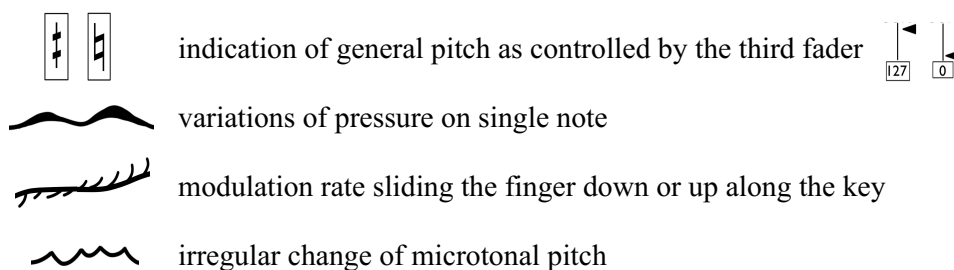 indication of general pitch as controlled by the third fader 127 0
variations of pressure on single note
modulation rate sliding the finger down or up along the key
irregular change of microtonal pitch